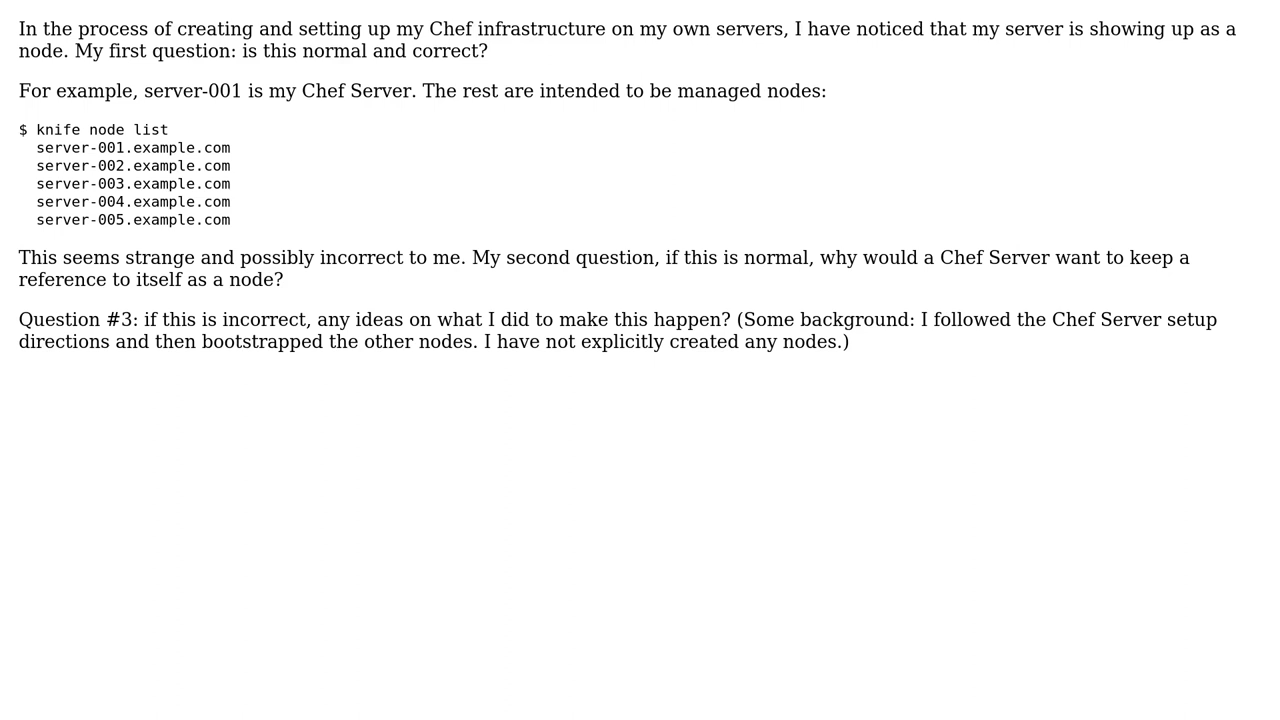 In the process of creating and setting up my Chef infrastructure on my own servers, I have noticed that my server is showing up as a
node. My first question: is this normal and correct?
For example, server-001 is my Chef Server. The rest are intended to be managed nodes:
$ knife node list
  server-001.example.com
  server-002.example.com
  server-003.example.com
  server-004.example.com
  server-005.example.com
This seems strange and possibly incorrect to me. My second question, if this is normal, why would a Chef Server want to keep a
reference to itself as a node?
Question #3: if this is incorrect, any ideas on what I did to make this happen? (Some background: I followed the Chef Server setup
directions and then bootstrapped the other nodes. I have not explicitly created any nodes.)